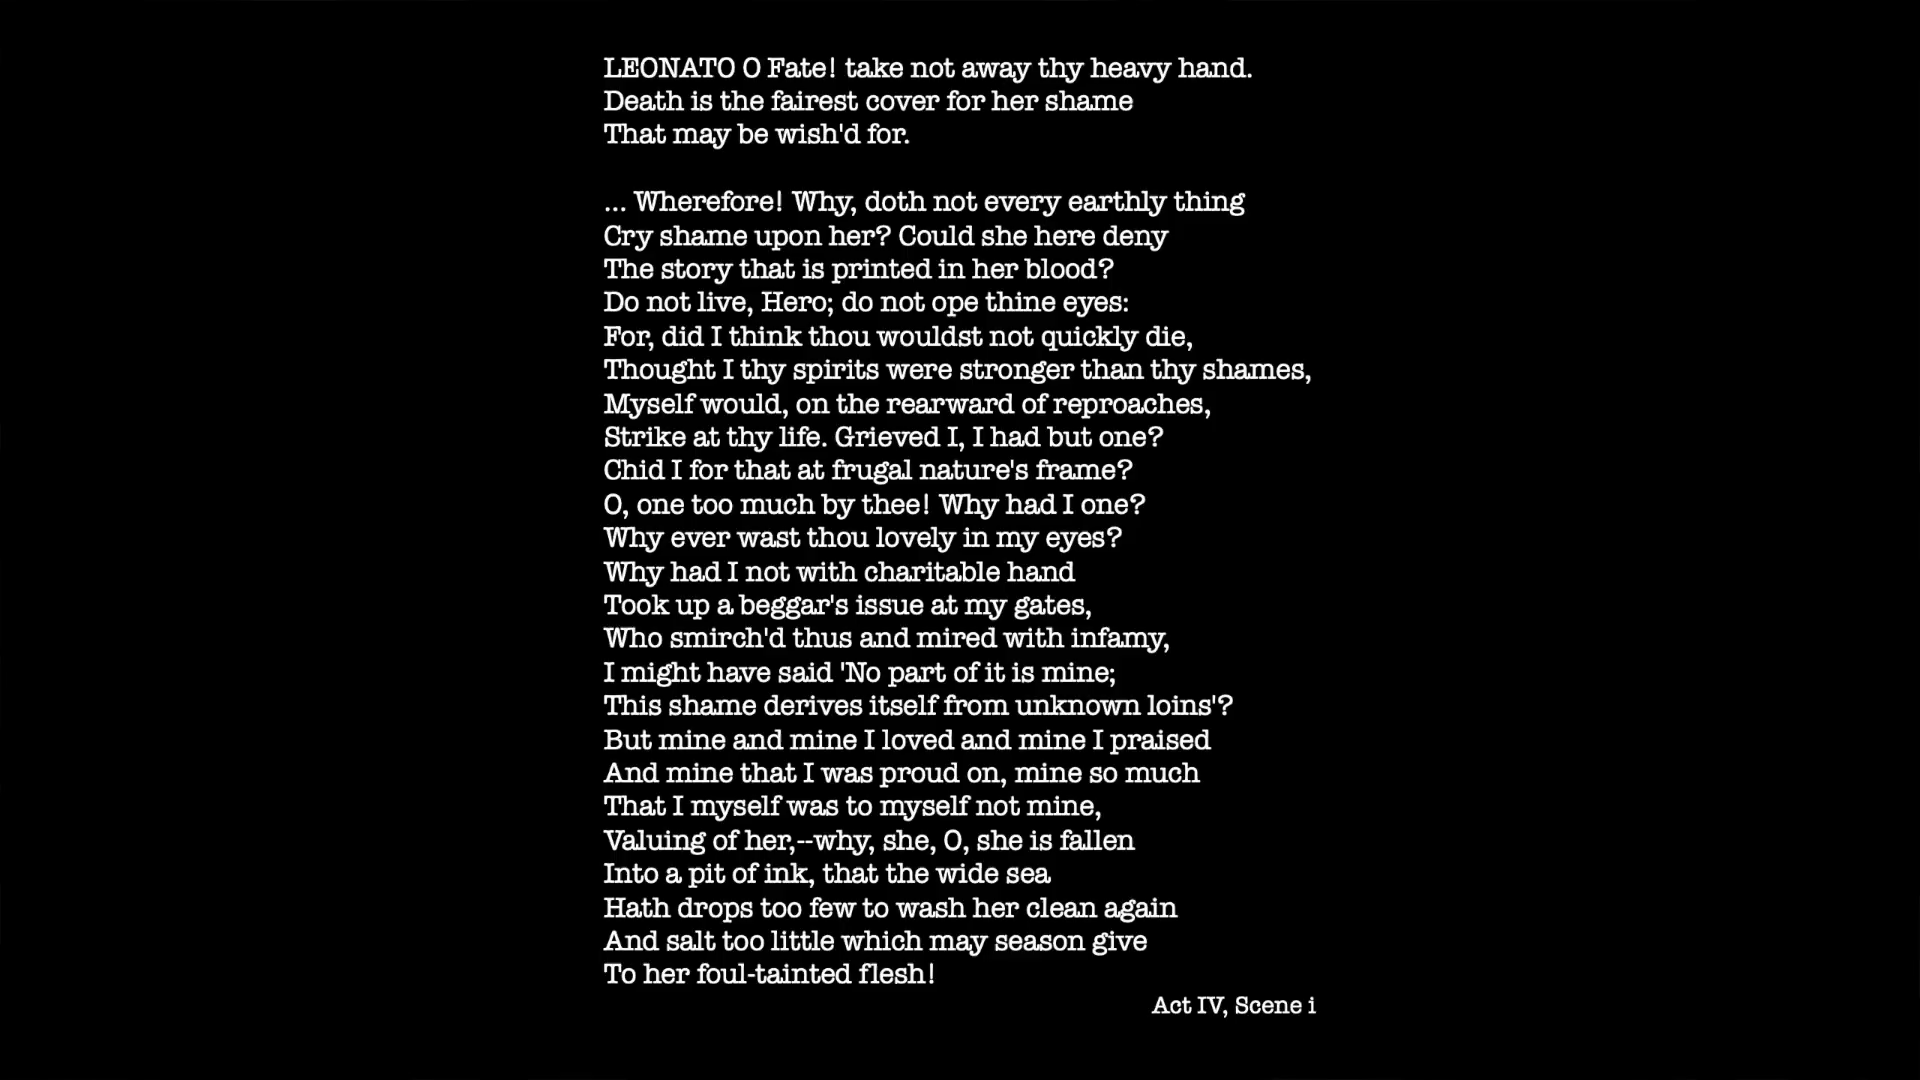 LEONATO O Fate! take not away thy heavy hand.
Death is the fairest cover for her shame
That may be wish'd for.
... Wherefore! Why, doth not every earthly thing
Cry shame upon her? Could she here deny
The story that is printed in her blood?
Do not live, Hero; do not ope thine eyes:
For, did I think thou wouldst not quickly die,
Thought I thy spirits were stronger than thy shames,
Myself would, on the rearward of reproaches,
Strike at thy life. Grieved I, I had but one?
Chid I for that at frugal nature's frame?
O, one too much by thee! Why had I one?
Why ever wast thou lovely in my eyes?
Why had I not with charitable hand
Took up a beggar's issue at my gates,
Who smirch'd thus and mired with infamy,
I might have said 'No part of it is mine;
This shame derives itself from unknown loins'?
But mine and mine I loved and mine I praised
And mine that I was proud on, mine so much
That I myself was to myself not mine,
Valuing of her,--why, she, O, she is fallen
Into a pit of ink, that the wide sea
Hath drops too few to wash her clean again
And salt too little which may season give
To her foul-tainted flesh!
Act IV, Scene i